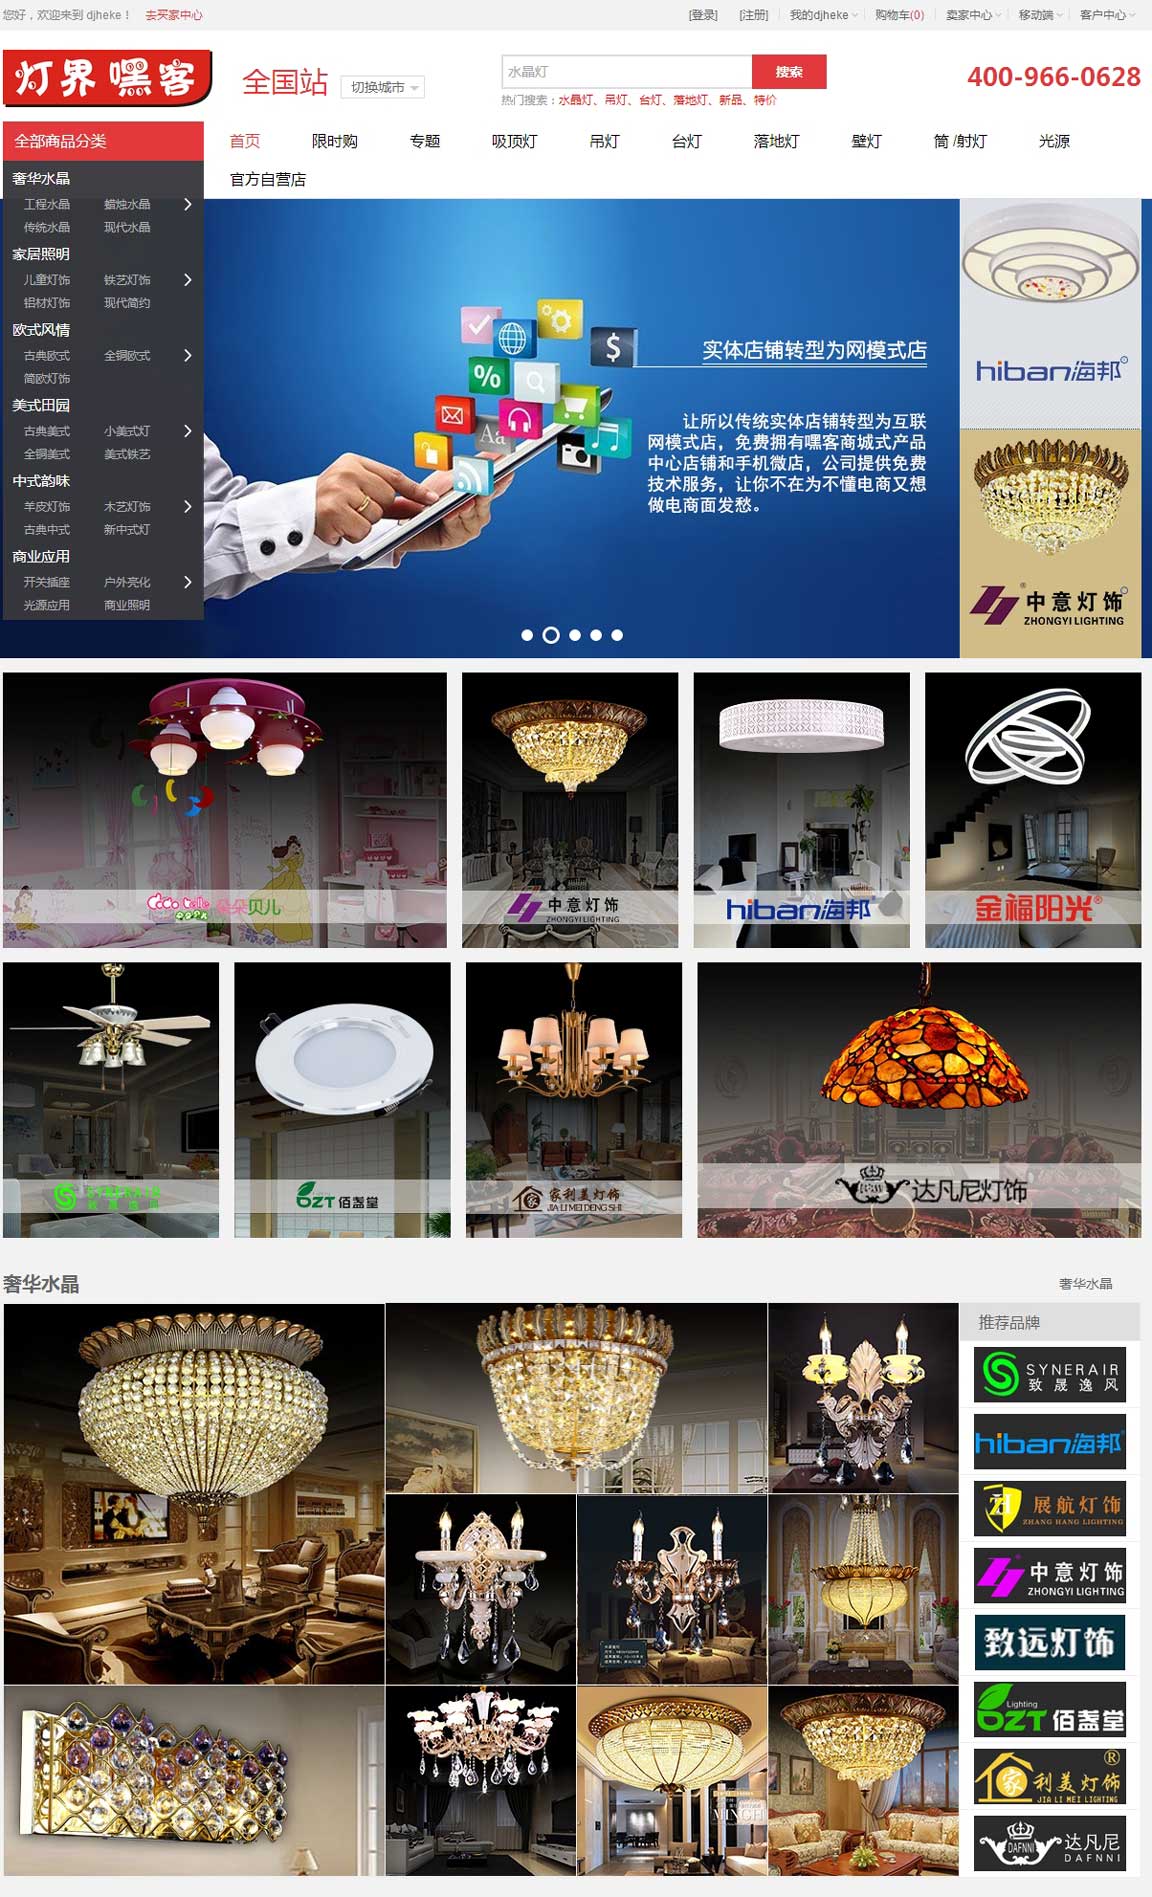 您好，欢迎来到 djheke！ 去买家中心
[登录] [注册] 我的djheke 购物车(0) 卖家中心 移动端 客户中心
灯界嘿客
全国站
切换城市
水晶灯
搜索
400-966-0628
热门搜索：水晶灯、吊灯、台灯、落地灯、新品、特价
全部商品分类
首页 限时购 专题 吸顶灯 吊灯 台灯 落地灯 壁灯 筒 /射灯 光源
官方自营店
奢华水晶
工程水晶 蜡烛水晶
传统水晶 现代水晶
家居照明
儿童灯饰 铁艺灯饰
铝材灯饰 现代简约
欧式风情
古典欧式 全铜欧式
简欧灯饰
美式田园
古典美式 小美式灯
全铜美式 美式铁艺
中式韵味
羊皮灯饰 木艺灯饰
古典中式 新中式灯
商业应用
开关插座 户外亮化
光源应用 商业照明
$
%
Aa
实体店铺转型为网模式店
让所以传统实体店铺转型为互联
网模式店，免费拥有嘿客商城式产品
中心店铺和手机微店，公司提供免费
技术服务，让你不在为不懂电商又想
做电商面发愁。
hiban海邦
中意灯饰
ZHONGYI LIGHTING
朵朵贝儿
中意灯饰
ZHONGYI LIGHTING
hiban海邦
金福阳光®
SYNERAIR
致晟逸风
Lighting
DZT佰盏堂
家利美灯饰
JIA LI MEI DENG SHI
达凡尼灯饰
奢华水晶
奢华水晶
推荐品牌
SYNERAIR
致晟逸风
hiban海邦
展航灯饰
ZHANG HANG LIGHTING
中意灯饰
ZHONGYI LIGHTING
致远灯饰
Lighting
DZT佰盏堂
家利美灯饰®
JIA LI MEI LIGHTING
DAFNNI
达凡尼
DAFNNI